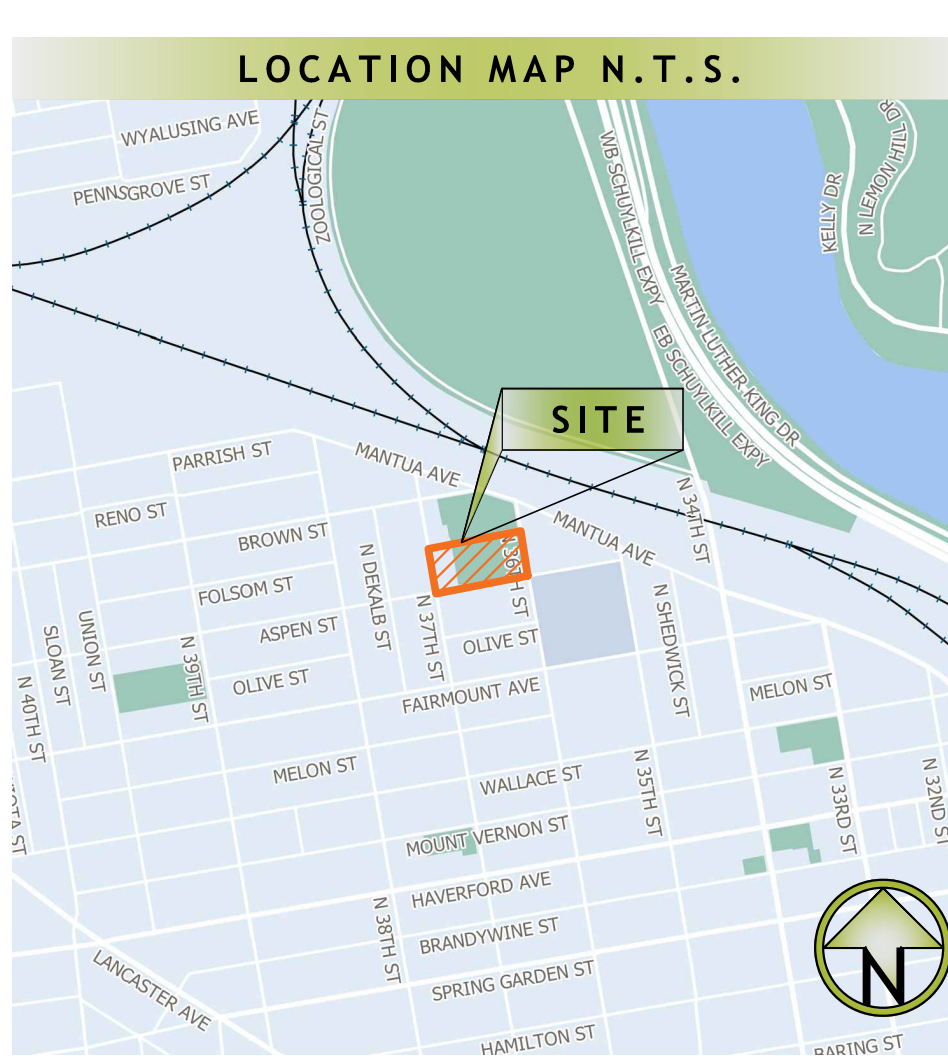 LOCATION MAP N.T.S.
WYALUSING AVE
PENNSGROVE ST
ZOOLOGICAL ST
WB SCHUYLKILL EXPY
KELLY DR
N LEMON HILL DR
MARTIN LUTHER KING DR
EB SCHUYLKILL EXPY
SITE
PARRISH ST
MANTUA AVE
RENO ST
BROWN ST
N 34TH ST
MANTUA AVE
N 36TH ST
N DEKALB ST
FOLSOM ST
N 37TH ST
N SHEDWICK ST
UNION ST
SLOAN ST
ASPEN ST
OLIVE ST
N 39TH ST
OLIVE ST
N 40TH ST
FAIRMOUNT AVE
MELON ST
MELON ST
WALLACE ST
N 35TH ST
N 33RD ST
N 32ND ST
MOUNT VERNON ST
HAVERFORD AVE
N 38TH ST
BRANDYWINE ST
LANCASTER AVE
SPRING GARDEN ST
N
HAMILTON ST
BARING ST